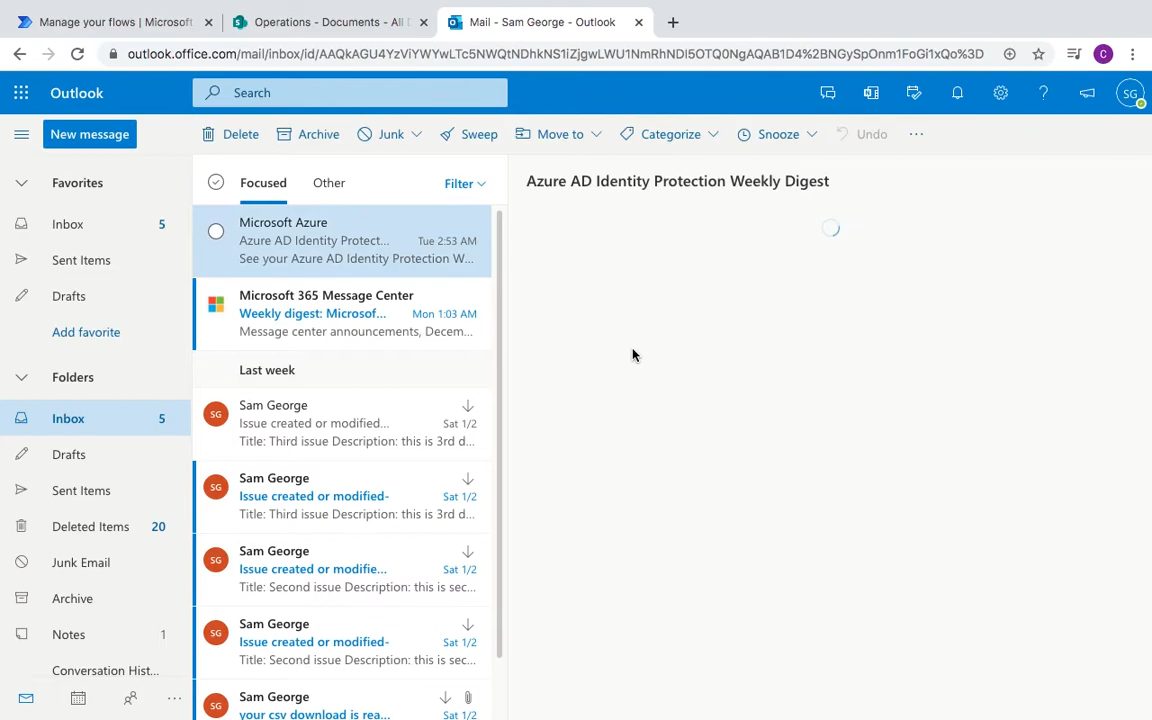 Manage your flows | Microsoft
Operations - Documents - All D
Mail - Sam George - Outlook
outlook.office.com/mail/inbox/id/AAQkAGU4YzViYWYwLTc5NWQtNDhkNS1iZjgwLWU1NmRhNDI5OTQ0NgAQAB1D4%2BNGySpOnm1FoGi1xQo%3D
C
Outlook
Search
SG
New message
Delete
Archive
Junk
Sweep
Move to
Categorize
Snooze
Undo
Favorites
Inbox 5
Sent Items
Drafts
Add favorite
Folders
Inbox 5
Drafts
Sent Items
Deleted Items 20
Junk Email
Archive
Notes 1
Conversation Hist...
Focused
Other
Filter
Microsoft Azure
Azure AD Identity Protect... Tue 2:53 AM
See your Azure AD Identity Protection W...
Microsoft 365 Message Center
Weekly digest: Microsof... Mon 1:03 AM
Message center announcements, Decem...
Last week
SG
Sam George
Issue created or modified... Sat 1/2
Title: Third issue Description: this is 3rd d...
SG
Sam George
Issue created or modified- Sat 1/2
Title: Third issue Description: this is 3rd d...
SG
Sam George
Issue created or modifie... Sat 1/2
Title: Second issue Description: this is sec...
SG
Sam George
Issue created or modified- Sat 1/2
Title: Second issue Description: this is sec...
SG
Sam George
your csv download is rea... Sat 1/2
Azure AD Identity Protection Weekly Digest